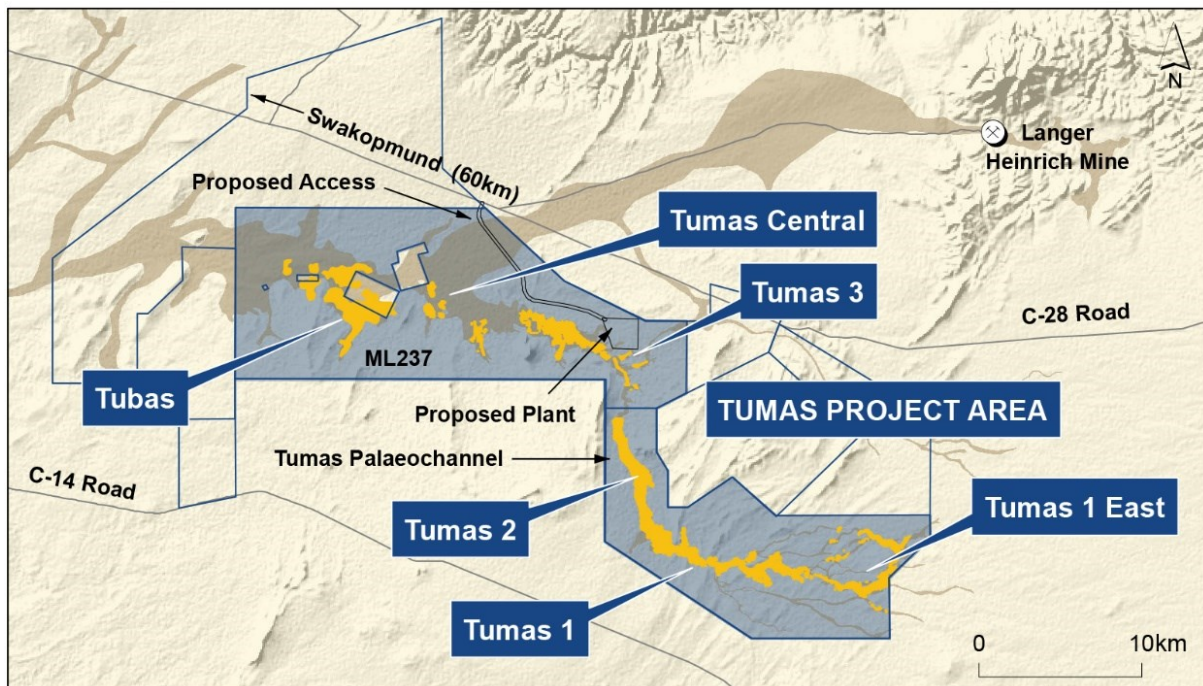 N
Swakopmund (60km)
Langer
Heinrich Mine
Proposed Access
Tumas Central
Tumas 3
C-28 Road
ML237
Tubas
Proposed Plant
TUMAS PROJECT AREA
Tumas Palaeochannel
C-14 Road
Tumas 2
Tumas 1 East
Tumas 1
0 10km